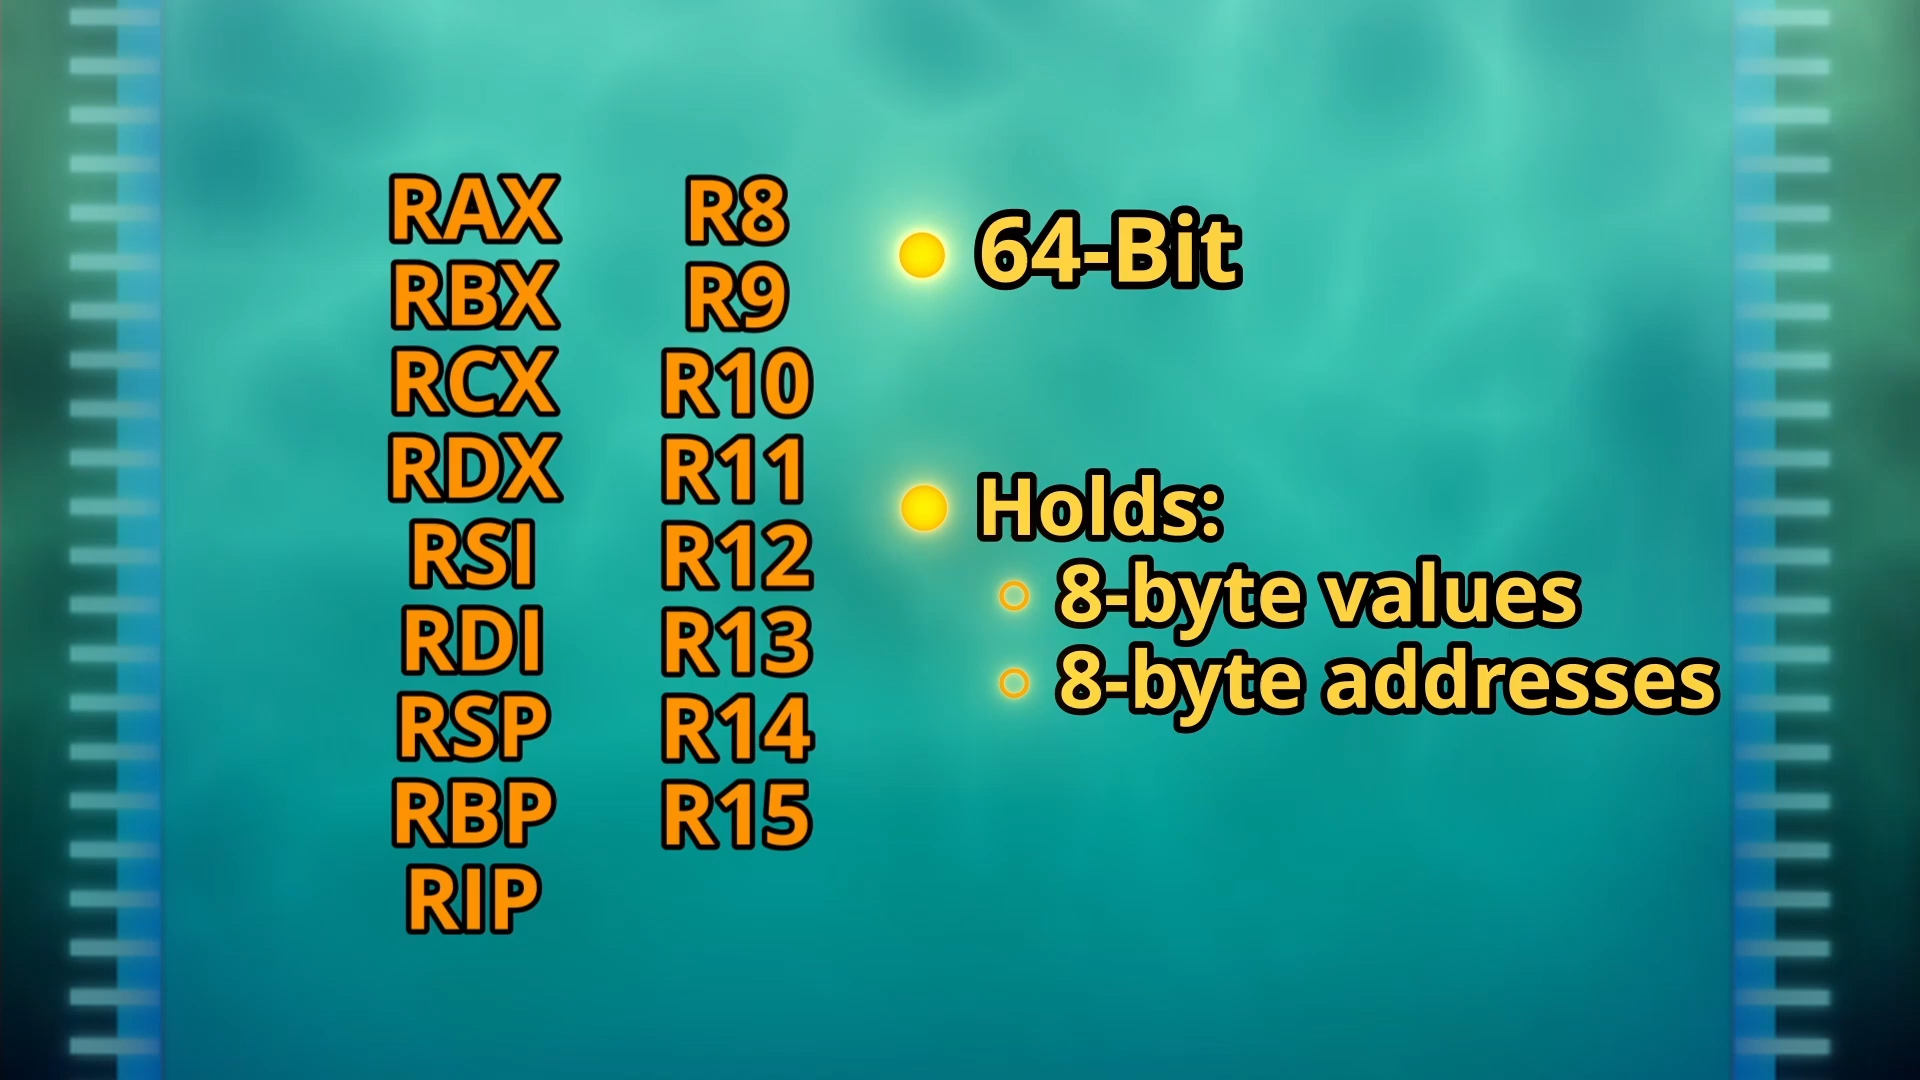 RAX
RBX
RCX
RDX
RSI
RDI
RSP
RBP
RIP
R8
R9
R10
R11
R12
R13
R14
R15
64-Bit
Holds:
8-byte values
8-byte addresses